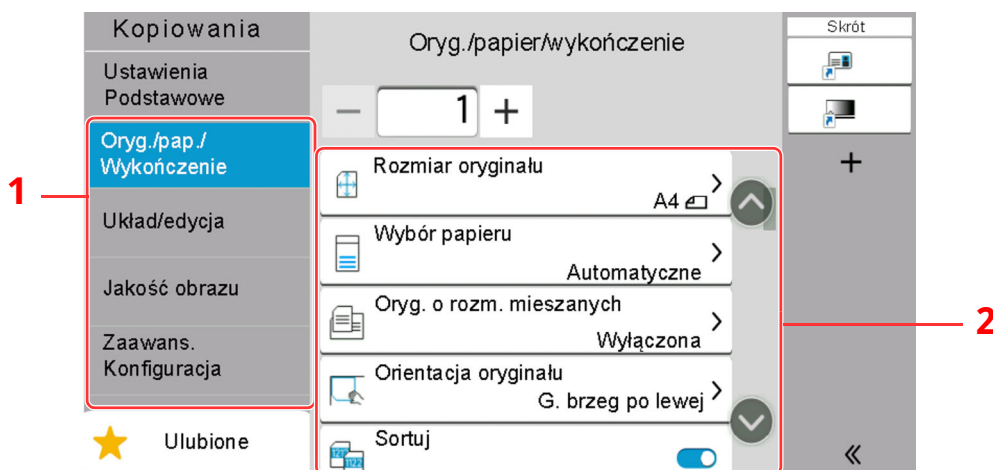 Kopiowania
Ustawienia
Podstawowe
Oryg./pap./
Wykończenie
Układ/edycja
Jakość obrazu
Zaawans.
Konfiguracja
Ulubione
1
Oryg./papier/wykończenie
1
Rozmiar oryginału
A4
Wybór papieru
Automatyczne
Oryg. o rozm. mieszanych
Wyłączona
Orientacja oryginału
G. brzeg po lewej
Sortuj
2
Skrót